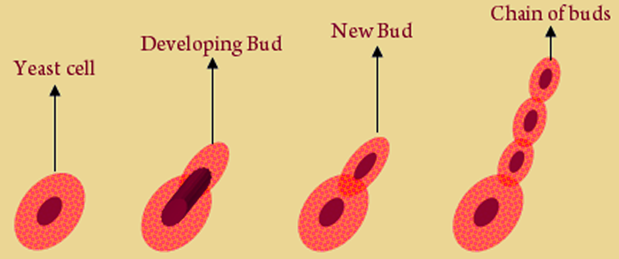 Yeast cell
Developing Bud
New Bud
Chain of buds